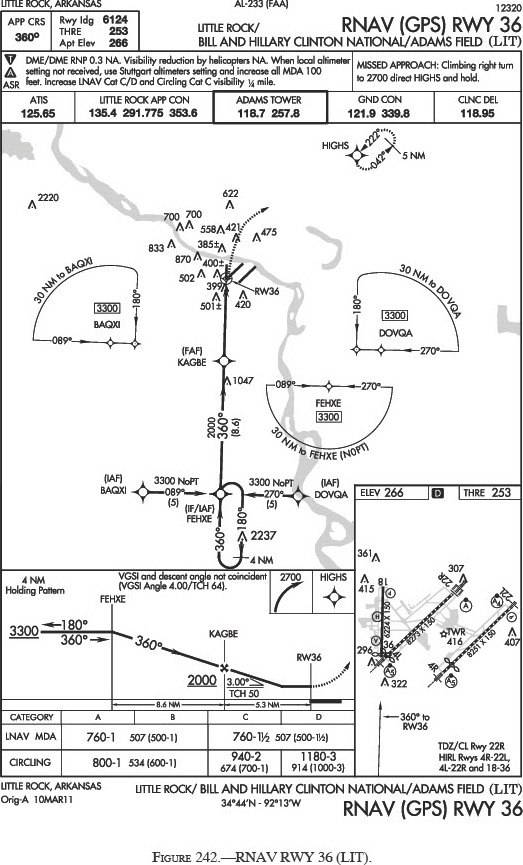 LITTLE ROCK, ARKANSAS
AL-233 (FAA)
12320
APP CRS
360°
Rwy ldg 6124
THRE 253
Apt Elev 266
LITTLE ROCK/
RNAV (GPS) RWY 36
BILL AND HILLARY CLINTON NATIONAL/ADAMS FIELD (LIT)
T
A
ASR
DME/DME RNP 0.3 NA. Visibility reduction by helicopters NA. When local altimeter
setting not received, use Stuttgart altimeters setting and increase all MDA 100
feet. Increase LNAV Cat C/D and Circling Cat C visibility ¼ mile.
MISSED APPROACH: Climbing right turn
to 2700 direct HIGHS and hold.
ATIS
125.65
LITTLE ROCK APP CON
135.4 291.775 353.6
ADAMS TOWER
118.7 257.8
GND CON
121.9 339.8
CLNC DEL
118.95
HIGHS
222°
042°
5 NM
2220
622
700
700
558
421
475
833
385±
870
400±
502
399
501±
420
RW36
30 NM to BAQXI
3300
BAQXI
180°
089°
30 NM to DOVQA
3300
DOVQA
180°
270°
(FAF)
KAGBE
1047
089°
FEHXE
270°
3300
30 NM to FEHXE (NOPT)
2000
360°
(8.6)
(IAF)
BAQXI
3300 NoPT
089°
(5)
(IF/IAF)
FEHXE
3300 NoPT
270°
(5)
(IAF)
DOVQA
360°
180°
2237
4 NM
ELEV 266
D
THRE 253
361
415
18
307
22R
6224 X 150
8273 X 150
TWR
416
8251 X 150
407
296
36
4L
4R
322
360° to
RW36
TDZ/CL Rwy 22R
HIRL Rwys 4R-22L,
4L-22R and 18-36
4 NM
Holding Pattern
VGSI and descent angle not coincident
(VGSI Angle 4.00/TCH 64).
2700
HIGHS
FEHXE
3300
180°
360°
360°
KAGBE
2000
3.00°
TCH 50
RW36
8.6 NM
5.3 NM
CATEGORY A B C D
LNAV MDA 760-1 507 (500-1) 760-1½ 507 (500-1½)
CIRCLING 800-1 534 (600-1) 940-2 674 (700-1) 1180-3 914 (1000-3)
LITTLE ROCK, ARKANSAS
Orig-A 10MAR11
LITTLE ROCK/ BILL AND HILLARY CLINTON NATIONAL/ADAMS FIELD (LIT)
34°44'N - 92°13'W
RNAV (GPS) RWY 36
FIGURE 242.—RNAV RWY 36 (LIT).